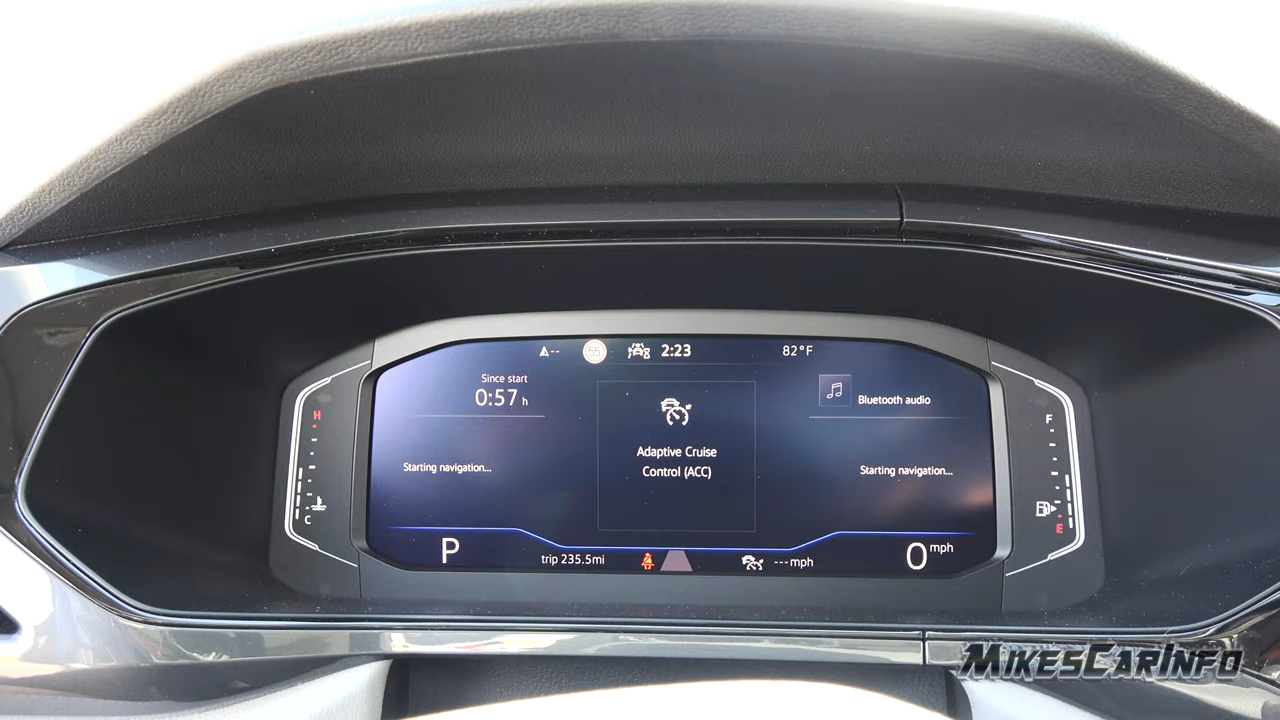 -- 55 2:23 82°F
Since start
0:57 h
Bluetooth audio
Adaptive Cruise
Control (ACC)
Starting navigation...
Starting navigation...
H
C
F
E
P
trip 235.5mi
--- mph
0 mph
MIKESCARINFO